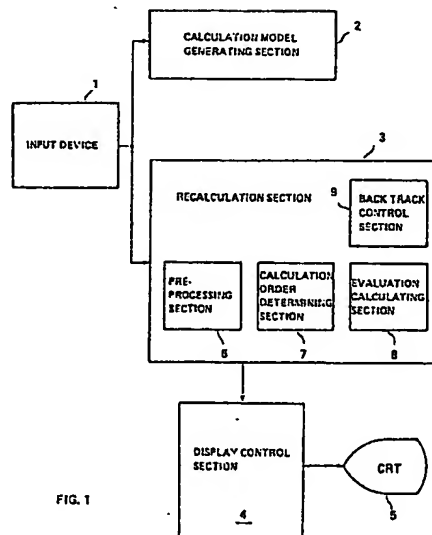 2
CALCULATION MODEL
GENERATING SECTION
1
INPUT DEVICE
3
RECALCULATION SECTION
9
BACK TRACK
CONTROL
SECTION
PRE-
PROCESSING
SECTION
CALCULATION
ORDER
DETERMINING
SECTION
EVALUATION
CALCULATING
SECTION
6
7
8
DISPLAY CONTROL
SECTION
CRT
5
4
FIG. 1